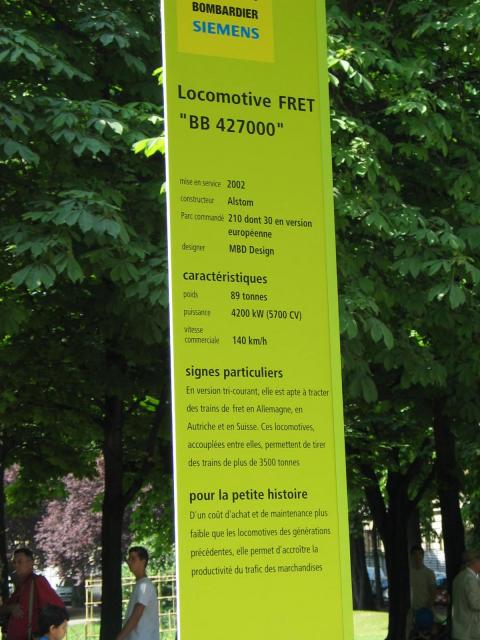 BOMBARDIER
SIEMENS
Locomotive FRET
"BB 427000"
mise en service 2002
constructeur Alstom
Parc commandé 210 dont 30 en version
européenne
designer MBD Design
caractéristiques
poids 89 tonnes
puissance 4200 kW (5700 CV)
vitesse
commerciale 140 km/h
signes particuliers
En version tri-courant, elle est apte à tracter
des trains de fret en Allemagne, en
Autriche et en Suisse. Ces locomotives,
accouplées entre elles, permettent de tirer
des trains de plus de 3500 tonnes
pour la petite histoire
D'un coût d'achat et de maintenance plus
faible que les locomotives des générations
précédentes, elle permet d'accroître la
productivité du trafic des marchandises